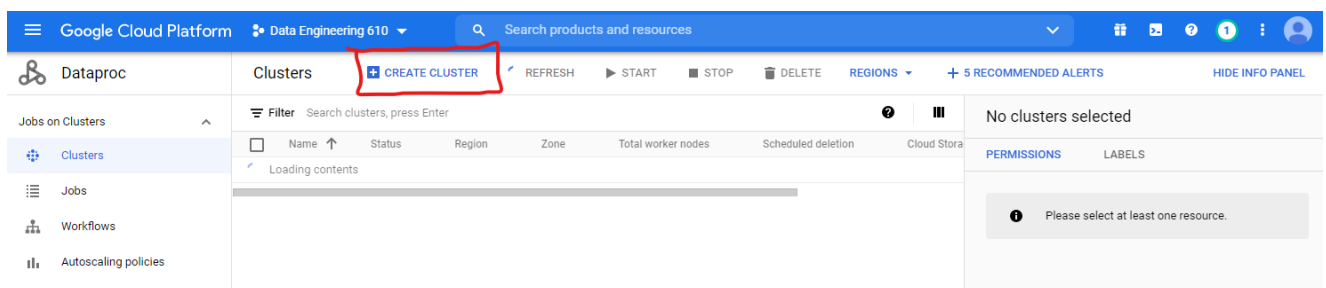 Google Cloud Platform Data Engineering 610 Search products and resources 1
Dataproc Clusters CREATE CLUSTER REFRESH START STOP DELETE REGIONS + 5 RECOMMENDED ALERTS HIDE INFO PANEL
Jobs on Clusters
Clusters
Jobs
Workflows
Autoscaling policies
Filter Search clusters, press Enter
Name Status Region Zone Total worker nodes Scheduled deletion Cloud Stora
Loading contents
No clusters selected
PERMISSIONS LABELS
Please select at least one resource.